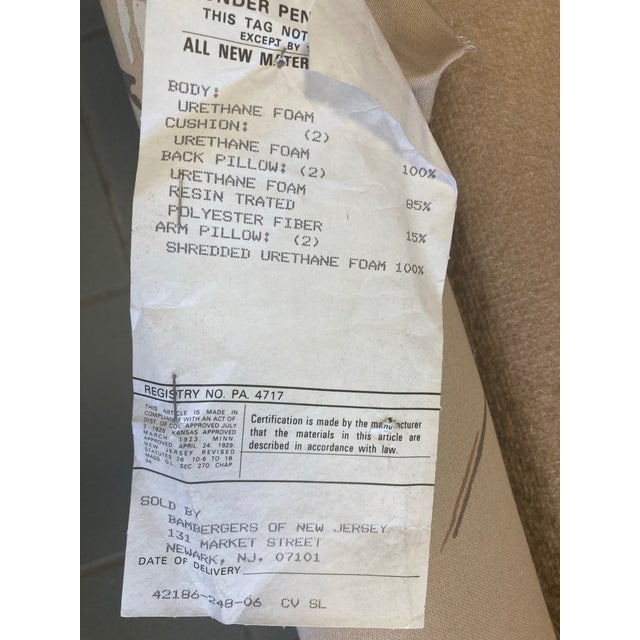 UNDER PEN
THIS TAG NOT
EXCEPT BY
ALL NEW MATER
BODY:
URETHANE FOAM
CUSHION: (2)
URETHANE FOAM 100%
BACK PILLOW: (2)
URETHANE FOAM 85%
RESIN TRATED
POLYESTER FIBER 15%
ARM PILLOW: (2)
SHREDDED URETHANE FOAM 100%
REGISTRY NO. PA. 4717
THIS ARTICLE IS MADE IN
COMPLIANCE WITH AN ACT OF
DIST OF COL APPROVED JULY
3, 1926 KANSAS APPROVED
MARCH 1923 MINN
APPROVED APRIL 24 1929
NEW JERSEY REVISED
STATUTES 26 10-6 TO 18
MASS G.L. SEC. 270 CHAP
94
Certification is made by the manufacturer
that the materials in this article are
described in accordance with law.
SOLD BY
BAMBERGERS OF NEW JERSEY
131 MARKET STREET
NEWARK, NJ. 07101
DATE OF DELIVERY
42186-248-06 CV SL